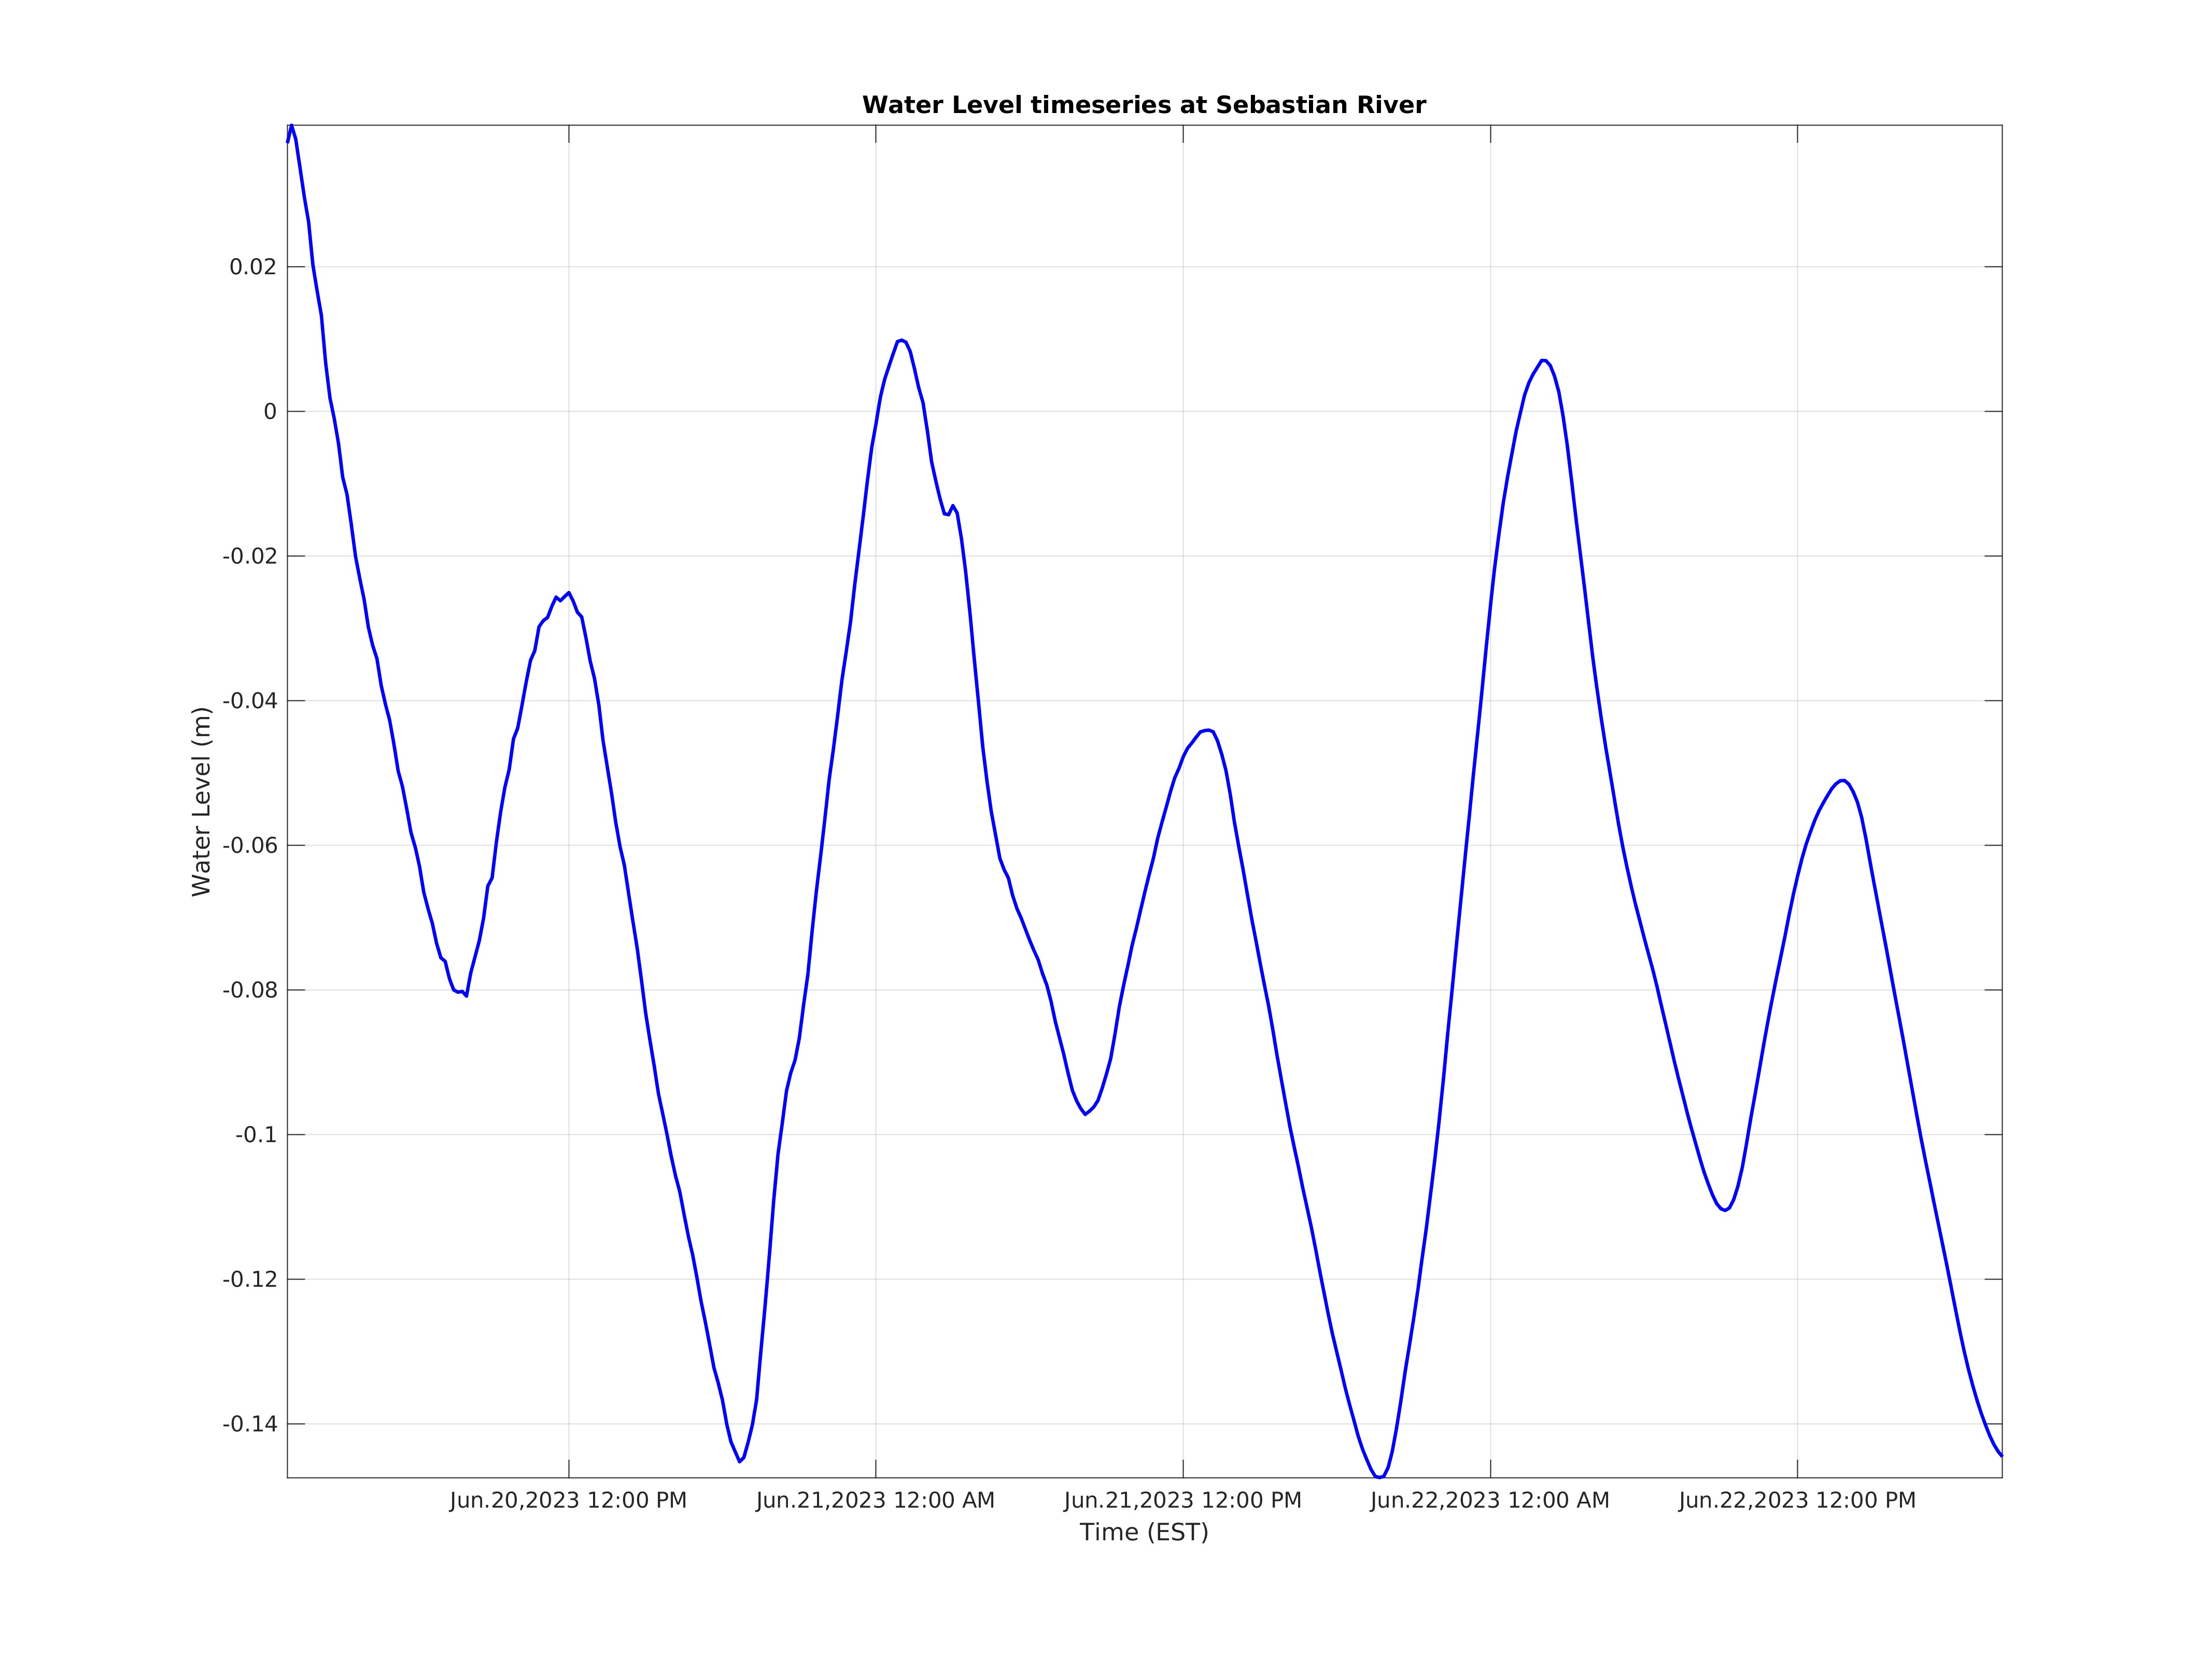 Water Level timeseries at Sebastian River
0.02
0
-0.02
-0.04
-0.06
-0.08
-0.1
-0.12
-0.14
Water Level (m)
Jun.20,2023 12:00 PM
Jun.21,2023 12:00 AM
Jun.21,2023 12:00 PM
Jun.22,2023 12:00 AM
Jun.22,2023 12:00 PM
Time (EST)